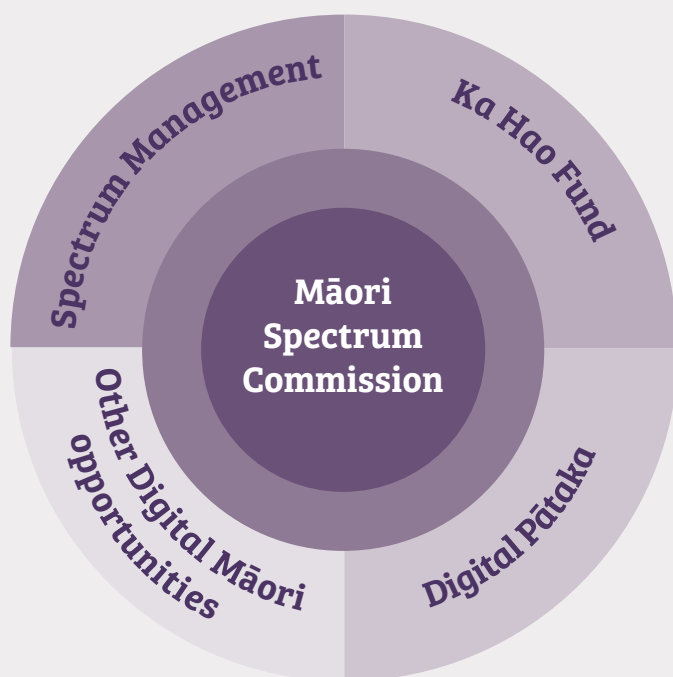 Spectrum Management
Ka Hao Fund
Māori
Spectrum
Commission
Other Digital Māori
opportunities
Digital Pātaka